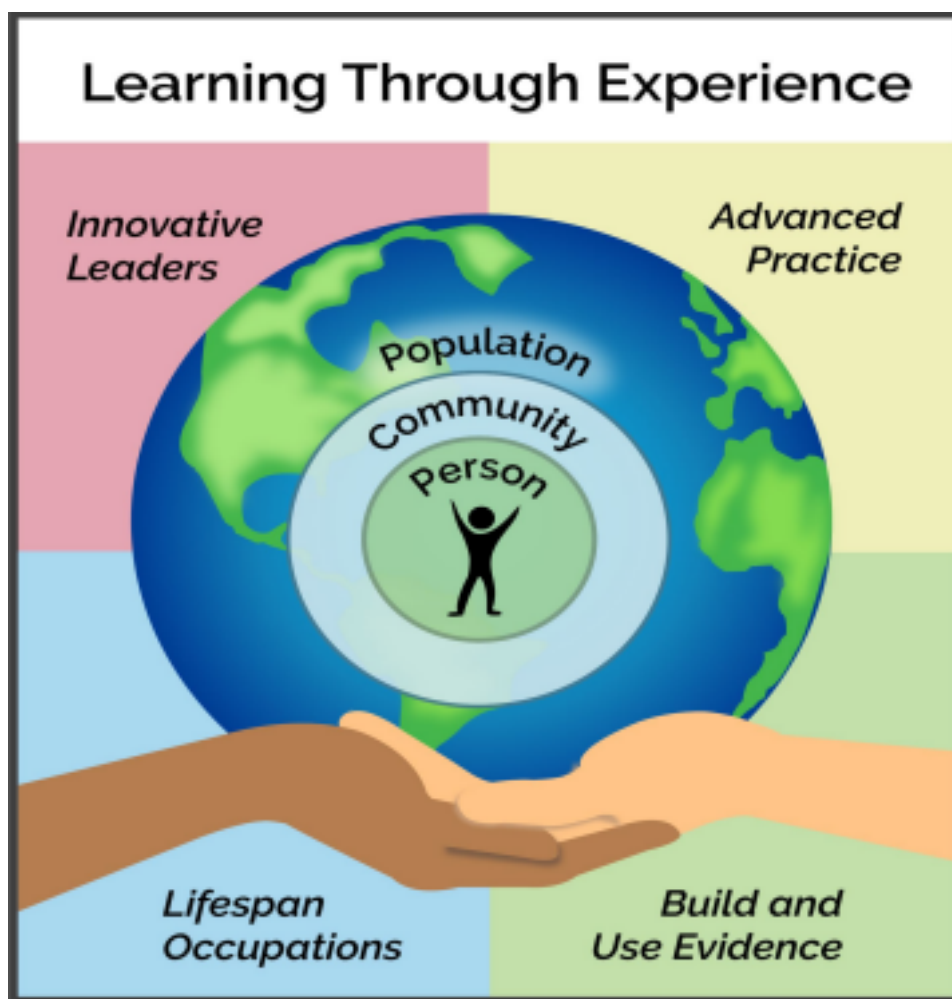 Learning Through Experience
Innovative
Leaders
Advanced
Practice
Population
Community
Person
Lifespan
Occupations
Build and
Use Evidence